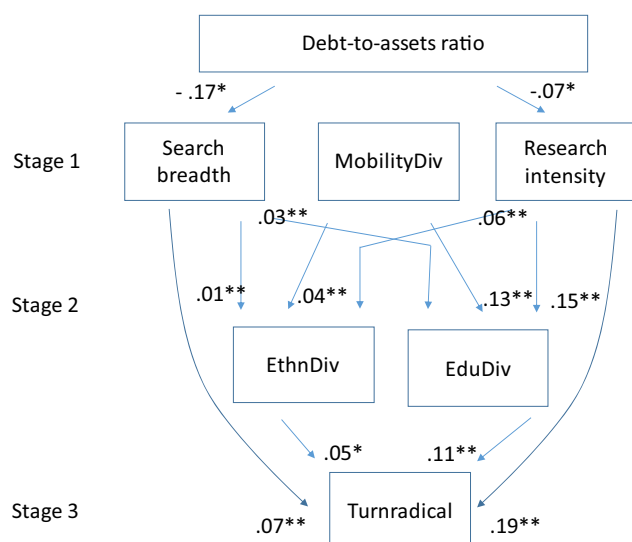 Debt-to-assets ratio
- .17*
-.07*
Stage 1
Search
breadth
MobilityDiv
Research
intensity
.03**
.06**
Stage 2
.01**
.04**
.13**
.15**
EthnDiv
EduDiv
.05*
.11**
Stage 3
.07**
Turnradical
.19**